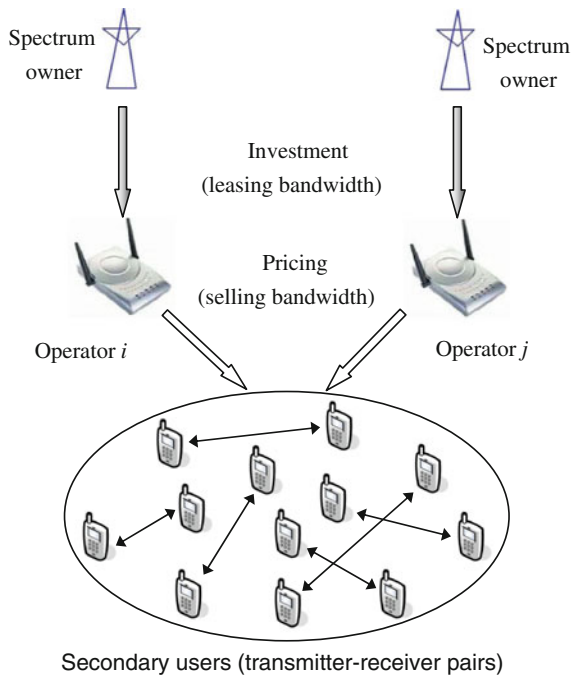 Spectrum
owner
Spectrum
owner
Investment
(leasing bandwidth)
Pricing
(selling bandwidth)
Operator i
Operator j
Secondary users (transmitter-receiver pairs)